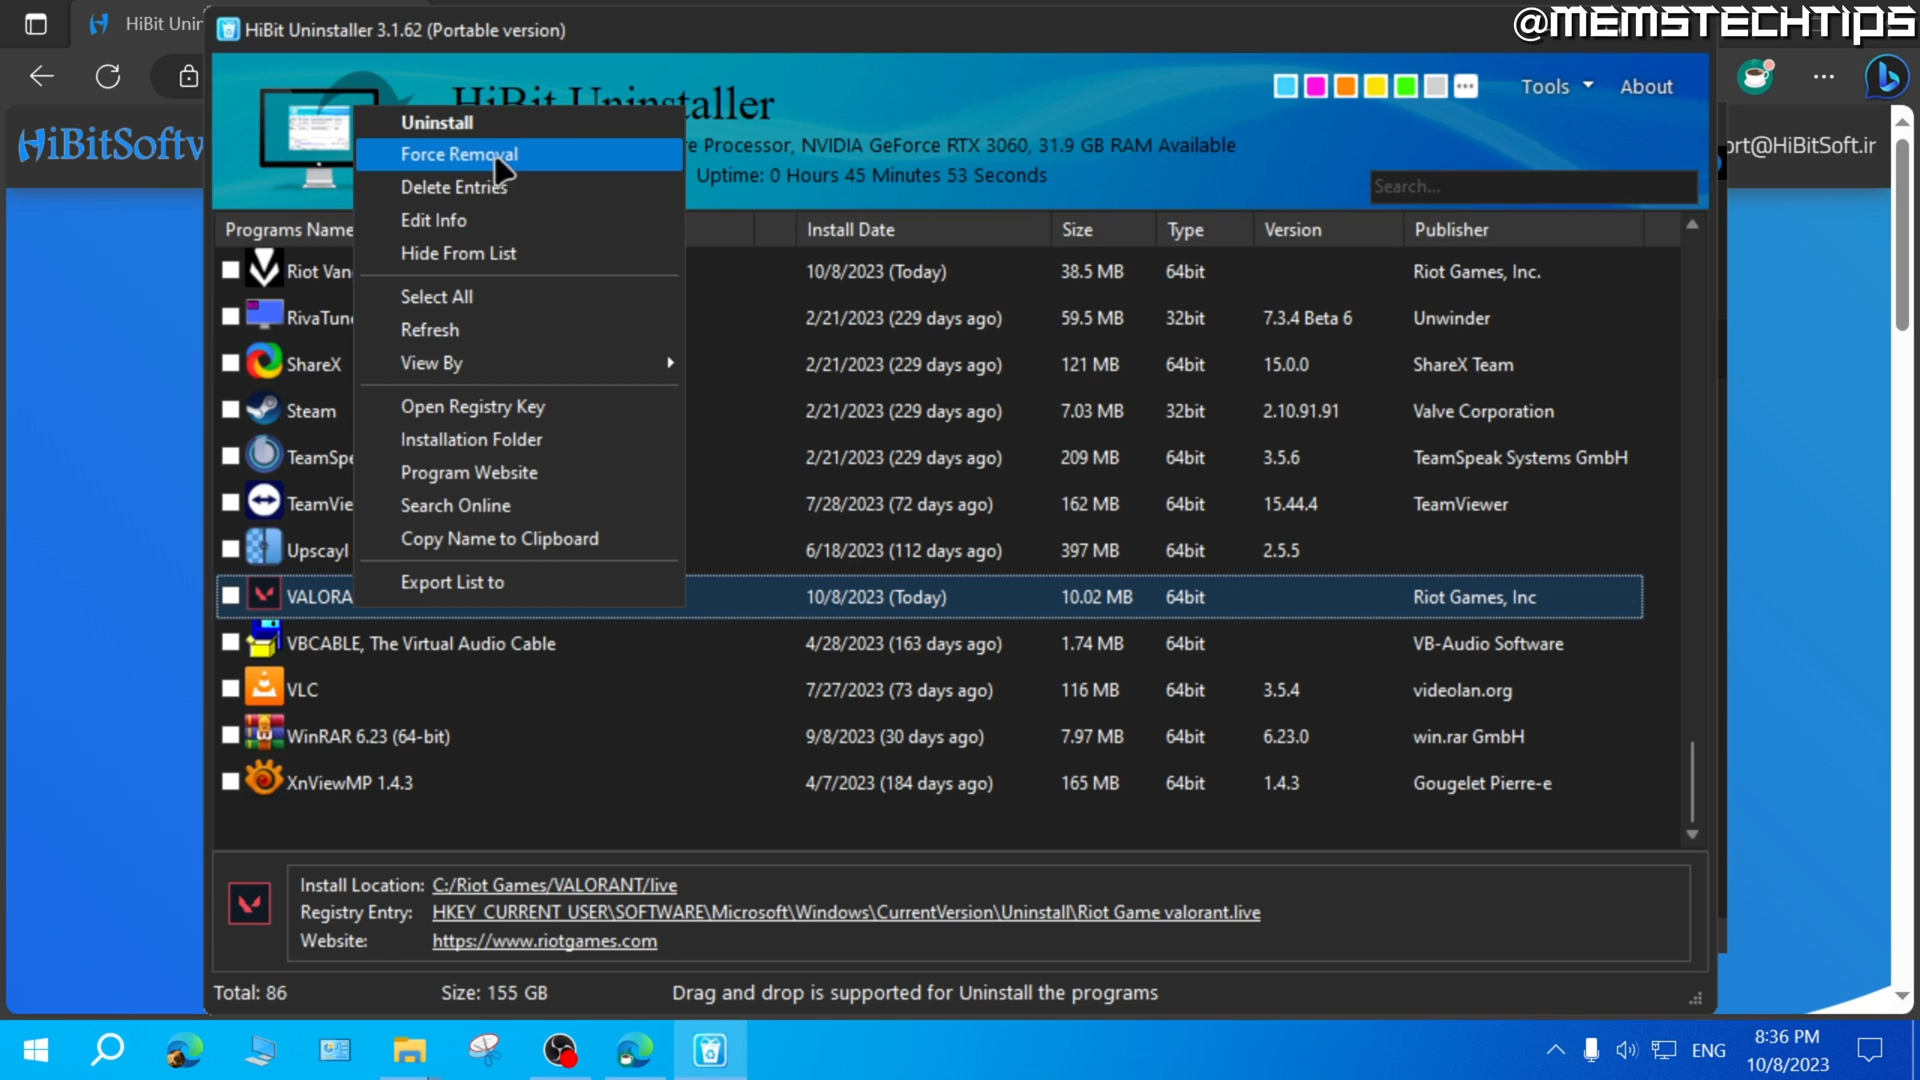 @MEMSTECHTIPS
HiBit Unin
HiBit Uninstaller 3.1.62 (Portable version)
HiBit Uninstaller
Tools
About
HiBitSoftw
re Processor, NVIDIA GeForce RTX 3060, 31.9 GB RAM Available
ort@HiBitSoft.ir
Uptime: 0 Hours 45 Minutes 53 Seconds
Search...
Uninstall
Force Removal
Delete Entries
Edit Info
Hide From List
Select All
Refresh
View By
Open Registry Key
Installation Folder
Program Website
Search Online
Copy Name to Clipboard
Export List to
Programs Name Install Date Size Type Version Publisher
Riot Van 10/8/2023 (Today) 38.5 MB 64bit Riot Games, Inc.
RivaTune 2/21/2023 (229 days ago) 59.5 MB 32bit 7.3.4 Beta 6 Unwinder
ShareX 2/21/2023 (229 days ago) 121 MB 64bit 15.0.0 ShareX Team
Steam 2/21/2023 (229 days ago) 7.03 MB 32bit 2.10.91.91 Valve Corporation
TeamSpe 2/21/2023 (229 days ago) 209 MB 64bit 3.5.6 TeamSpeak Systems GmbH
TeamVie 7/28/2023 (72 days ago) 162 MB 64bit 15.44.4 TeamViewer
Upscayl 6/18/2023 (112 days ago) 397 MB 64bit 2.5.5
VALORA 10/8/2023 (Today) 10.02 MB 64bit Riot Games, Inc
VBCABLE, The Virtual Audio Cable 4/28/2023 (163 days ago) 1.74 MB 64bit VB-Audio Software
VLC 7/27/2023 (73 days ago) 116 MB 64bit 3.5.4 videolan.org
WinRAR 6.23 (64-bit) 9/8/2023 (30 days ago) 7.97 MB 64bit 6.23.0 win.rar GmbH
XnViewMP 1.4.3 4/7/2023 (184 days ago) 165 MB 64bit 1.4.3 Gougelet Pierre-e
Install Location: C:/Riot Games/VALORANT/live
Registry Entry: HKEY_CURRENT_USER\SOFTWARE\Microsoft\Windows\CurrentVersion\Uninstall\Riot Game valorant.live
Website: https://www.riotgames.com
Total: 86 Size: 155 GB Drag and drop is supported for Uninstall the programs
ENG
8:36 PM
10/8/2023